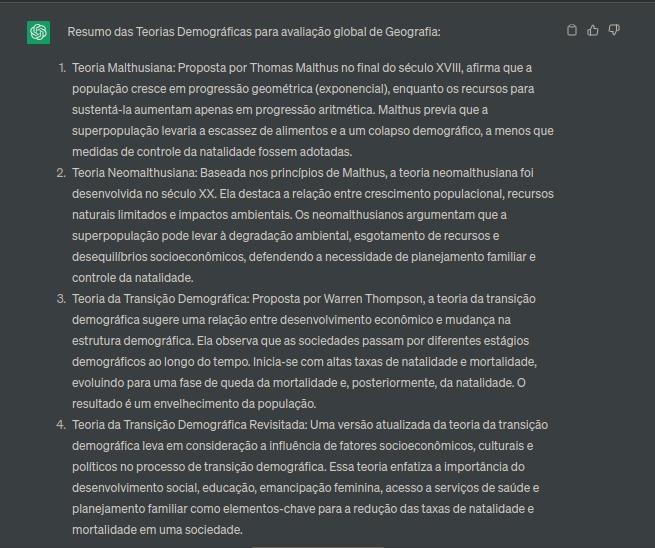 Resumo das Teorias Demográficas para avaliação global de Geografia:
1. Teoria Malthusiana: Proposta por Thomas Malthus no final do século XVIII, afirma que a
população cresce em progressão geométrica (exponencial), enquanto os recursos para
sustentá-la aumentam apenas em progressão aritmética. Malthus previa que a
superpopulação levaria a escassez de alimentos e a um colapso demográfico, a menos que
medidas de controle da natalidade fossem adotadas.
2. Teoria Neomalthusiana: Baseada nos princípios de Malthus, a teoria neomalthusiana foi
desenvolvida no século XX. Ela destaca a relação entre crescimento populacional, recursos
naturais limitados e impactos ambientais. Os neomalthusianos argumentam que a
superpopulação pode levar à degradação ambiental, esgotamento de recursos e
desequilíbrios socioeconômicos, defendendo a necessidade de planejamento familiar e
controle da natalidade.
3. Teoria da Transição Demográfica: Proposta por Warren Thompson, a teoria da transição
demográfica sugere uma relação entre desenvolvimento econômico e mudança na
estrutura demográfica. Ela observa que as sociedades passam por diferentes estágios
demográficos ao longo do tempo. Inicia-se com altas taxas de natalidade e mortalidade,
evoluindo para uma fase de queda da mortalidade e, posteriormente, da natalidade. O
resultado é um envelhecimento da população.
4. Teoria da Transição Demográfica Revisitada: Uma versão atualizada da teoria da transição
demográfica leva em consideração a influência de fatores socioeconômicos, culturais e
políticos no processo de transição demográfica. Essa teoria enfatiza a importância do
desenvolvimento social, educação, emancipação feminina, acesso a serviços de saúde e
planejamento familiar como elementos-chave para a redução das taxas de natalidade e
mortalidade em uma sociedade.